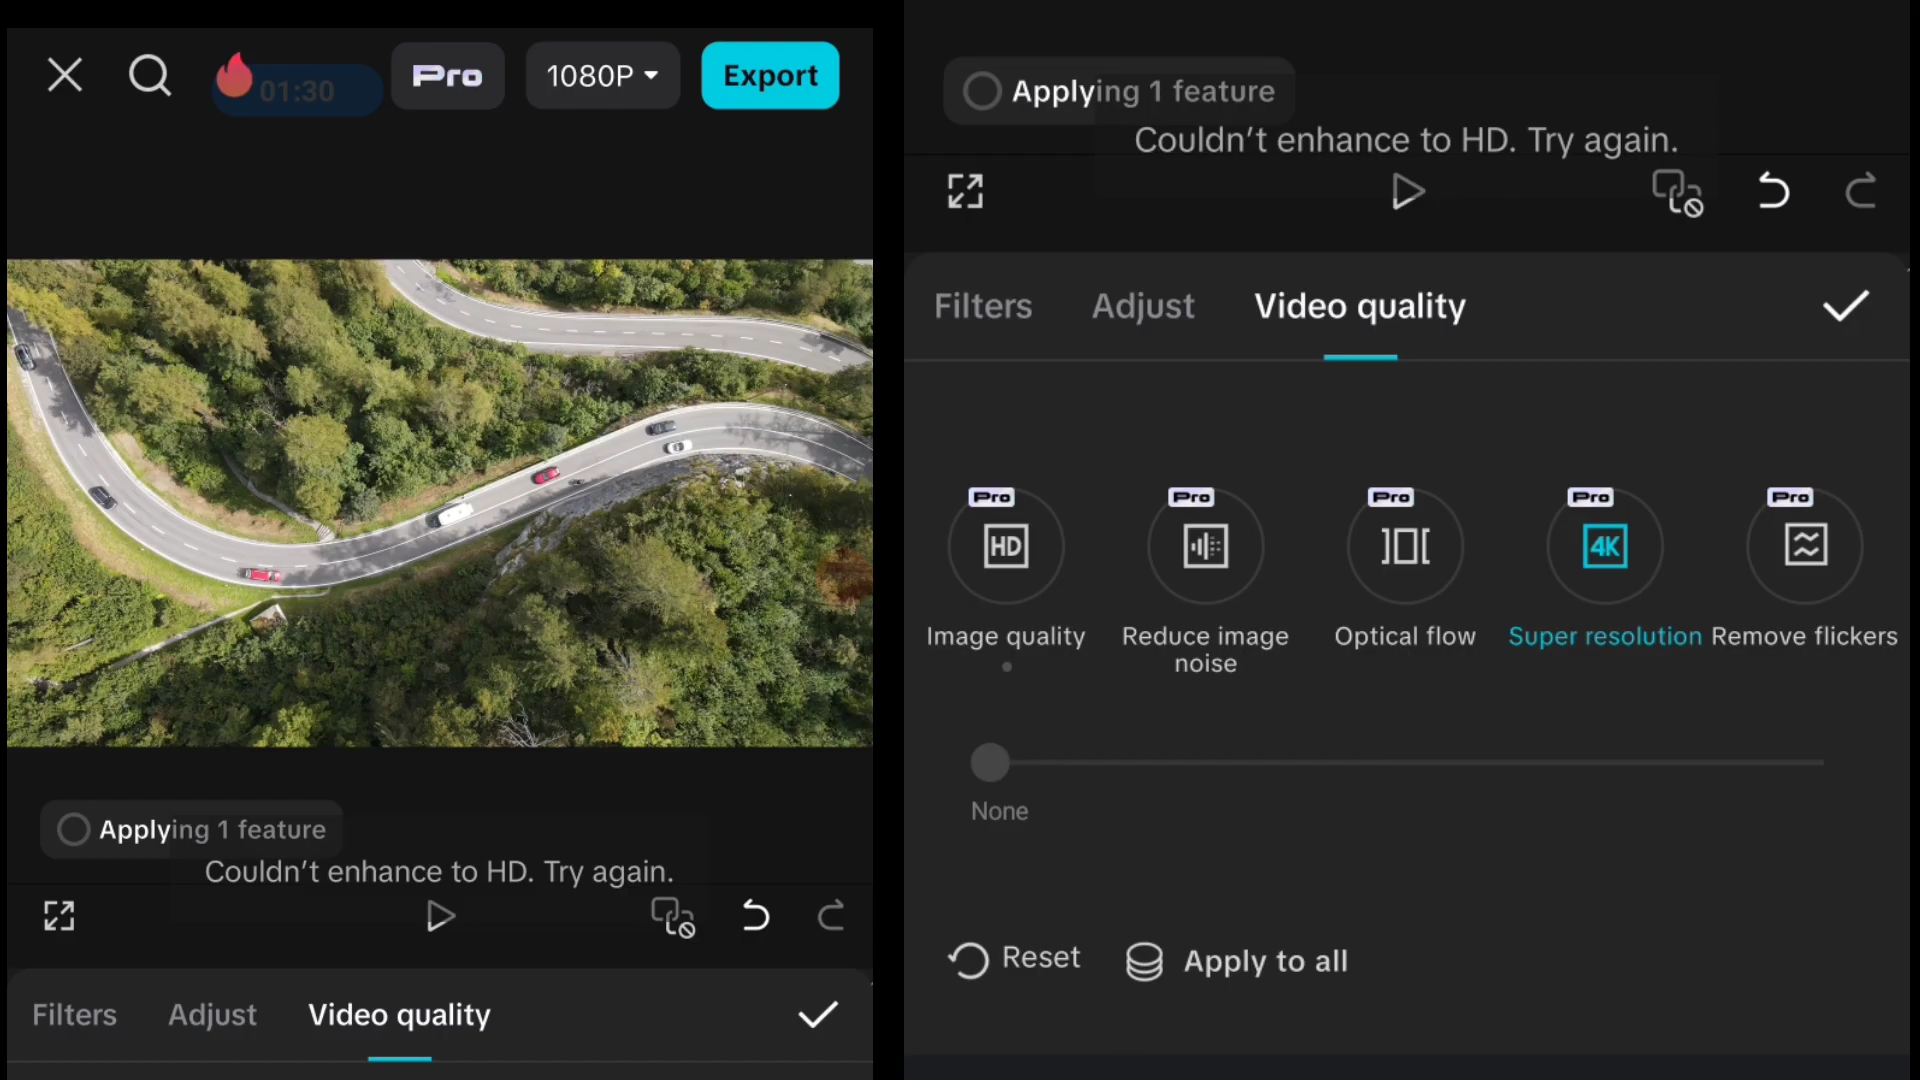 01:30
Pro
1080P
Export
Applying 1 feature
Couldn't enhance to HD. Try again.
Filters
Adjust
Video quality
Applying 1 feature
Couldn't enhance to HD. Try again.
Filters
Adjust
Video quality
Pro
Pro
Pro
Pro
Pro
HD
4K
Image quality
Reduce image
noise
Optical flow
Super resolution
Remove flickers
None
Reset
Apply to all